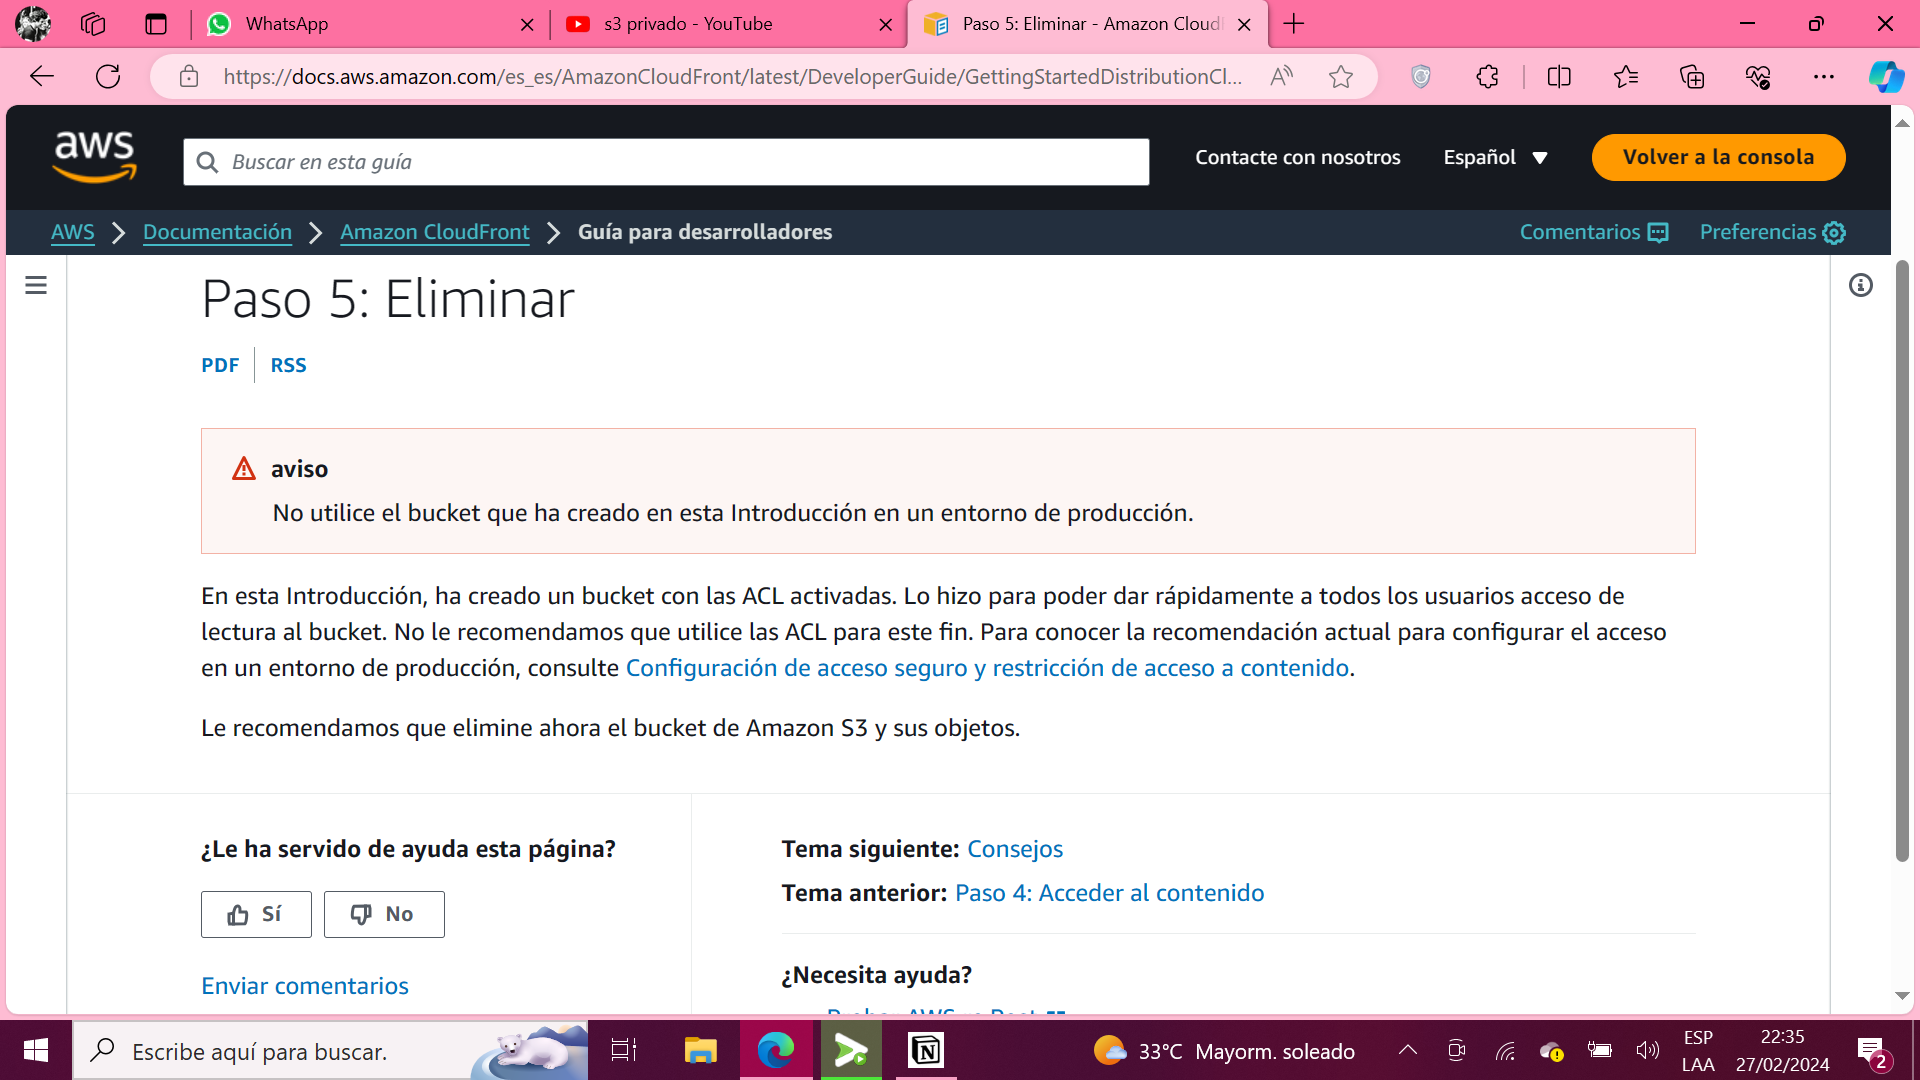 WhatsApp
s3 privado - YouTube
Paso 5: Eliminar - Amazon Cloud
https://docs.aws.amazon.com/es_es/AmazonCloudFront/latest/DeveloperGuide/GettingStartedDistributionCl...
aws
Buscar en esta guía
Contacte con nosotros
Español
Volver a la consola
AWS
Documentación
Amazon CloudFront
Guía para desarrolladores
Comentarios
Preferencias
Paso 5: Eliminar
PDF
RSS
aviso
No utilice el bucket que ha creado en esta Introducción en un entorno de producción.
En esta Introducción, ha creado un bucket con las ACL activadas. Lo hizo para poder dar rápidamente a todos los usuarios acceso de
lectura al bucket. No le recomendamos que utilice las ACL para este fin. Para conocer la recomendación actual para configurar el acceso
en un entorno de producción, consulte Configuración de acceso seguro y restricción de acceso a contenido.
Le recomendamos que elimine ahora el bucket de Amazon S3 y sus objetos.
¿Le ha servido de ayuda esta página?
Sí
No
Enviar comentarios
Tema siguiente: Consejos
Tema anterior: Paso 4: Acceder al contenido
¿Necesita ayuda?
Escribe aquí para buscar.
33°C Mayorm. soleado
ESP
LAA
22:35
27/02/2024
2